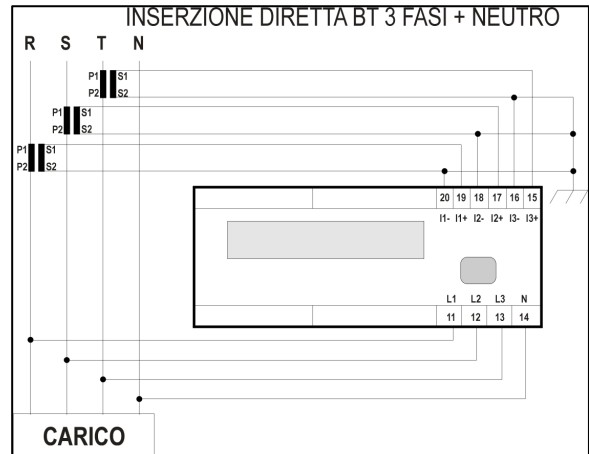 INSERZIONE DIRETTA BT 3 FASI + NEUTRO
R S T N
P1 S1
P2 S2
P1 S1
P2 S2
P1 S1
P2 S2
20 19 18 17 16 15
I1- I1+ I2- I2+ I3- I3+
L1 L2 L3 N
11 12 13 14
CARICO